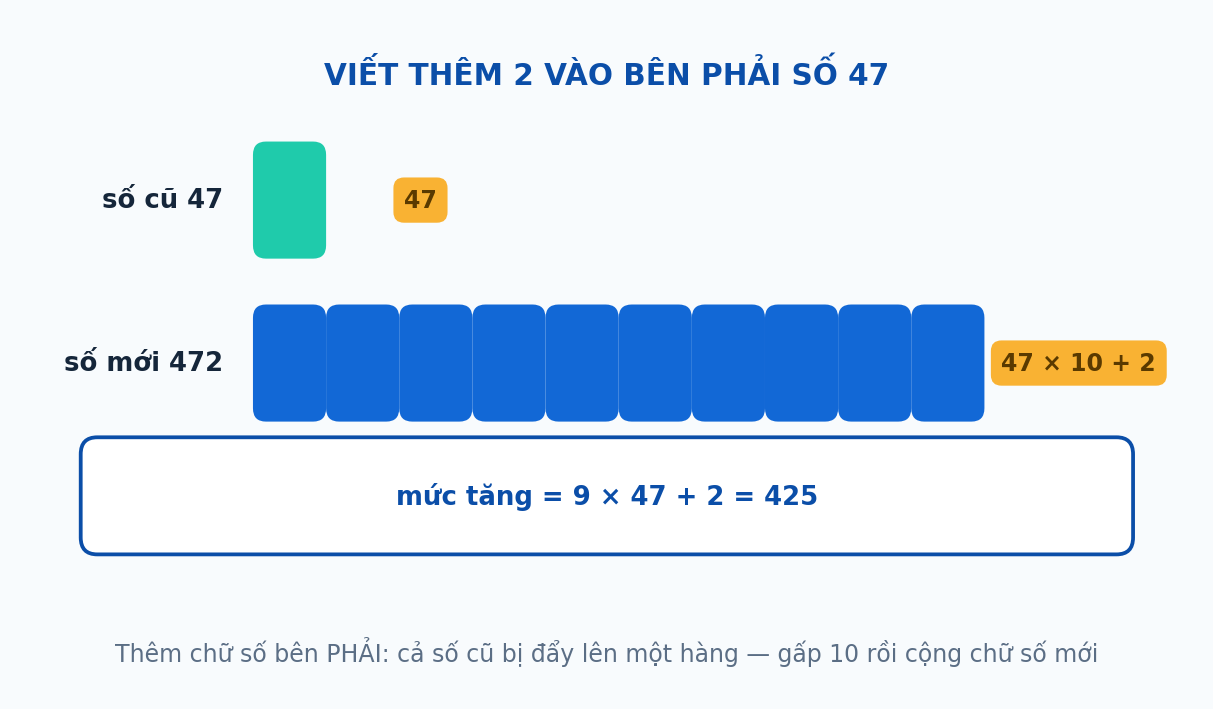 VIẾT THÊM 2 VÀO BÊN PHẢI SỐ 47
số cũ 47
47
số mới 472
47 × 10 + 2
mức tăng = 9 × 47 + 2 = 425
Thêm chữ số bên PHẢI: cả số cũ bị đẩy lên một hàng — gấp 10 rồi cộng chữ số mới